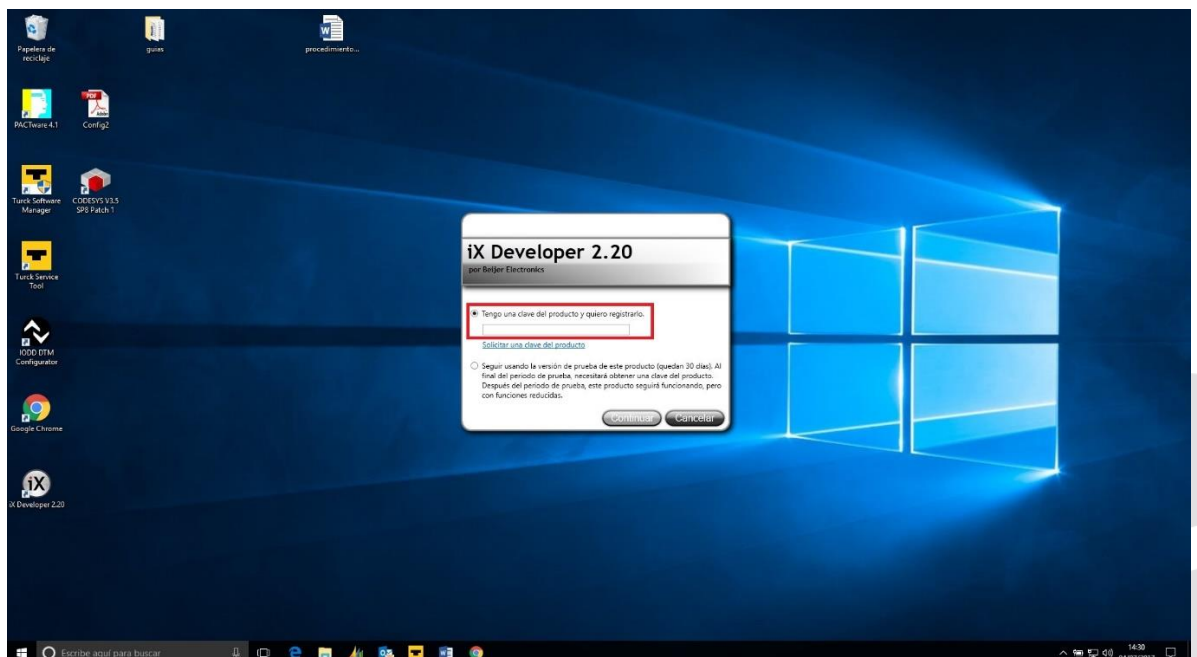 Papelera de
reciclaje
guias
procedimiento...
PACTware 4.1
PDF
Adobe
Config2
Turck Software
Manager
CODESYS V3.5
SP8 Patch 1
Turck Service
Tool
IODD DTM
Configurator
Google Chrome
iX
iX Developer 2.20
iX Developer 2.20
por Beijer Electronics
Tengo una clave del producto y quiero registrarlo.
Solicitar una clave del producto
Seguir usando la versión de prueba de este producto (quedan 30 días). Al
final del periodo de prueba, necesitará obtener una clave del producto.
Después del periodo de prueba, este producto seguirá funcionando, pero
con funciones reducidas.
Continuar
Cancelar
Escribe aquí para buscar
14:30